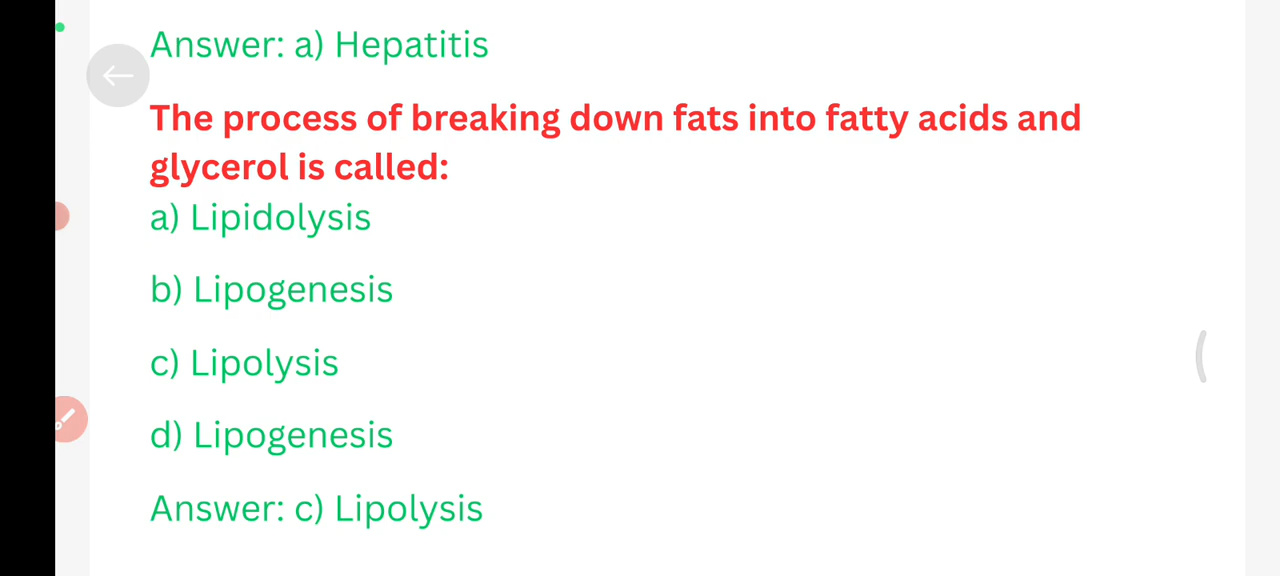 Answer: a) Hepatitis
The process of breaking down fats into fatty acids and
glycerol is called:
a) Lipidolysis
b) Lipogenesis
c) Lipolysis
d) Lipogenesis
Answer: c) Lipolysis